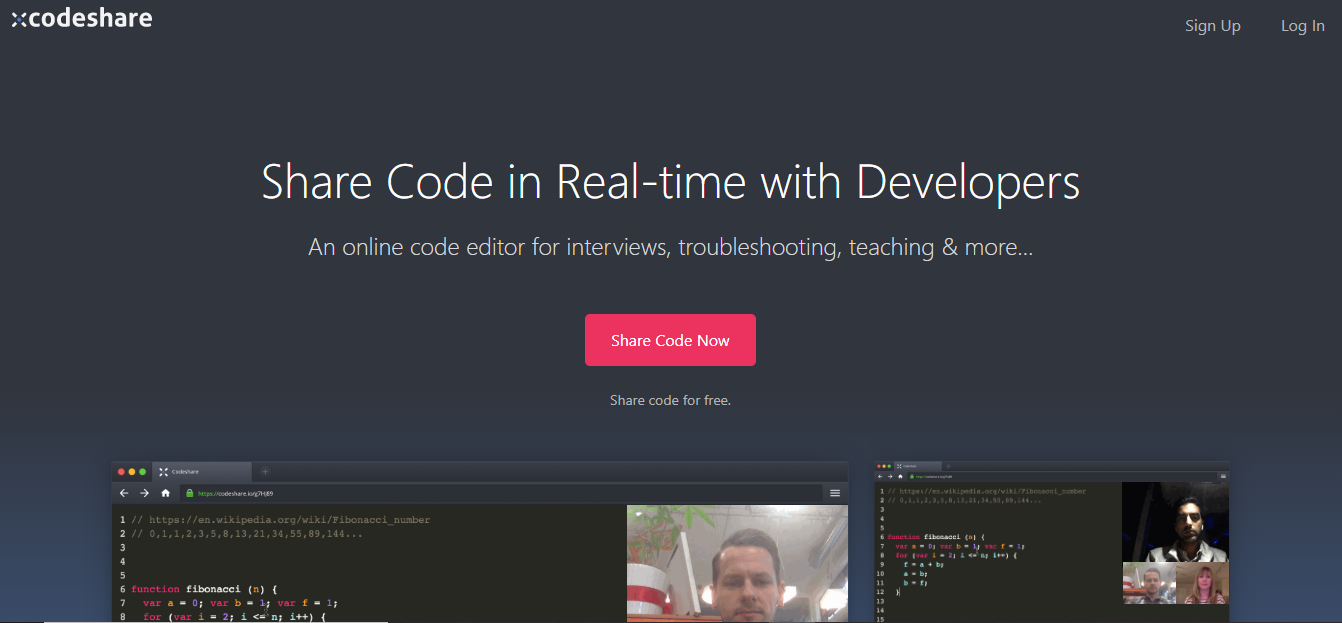 codeshare
Sign Up
Log In
Share Code in Real-time with Developers
An online code editor for interviews, troubleshooting, teaching & more...
Share Code Now
Share code for free.
Codeshare
https://codeshare.io/g7HjB9
1 // https://en.wikipedia.org/wiki/Fibonacci_number
2 // 0,1,1,2,3,5,8,13,21,34,55,89,144...
3
4
5
6 function fibonacci (n) {
7 var a = 0; var b = 1; var f = 1;
8 for (var i = 2; i <= n; i++) {
1 // https://en.wikipedia.org/wiki/Fibonacci_number
2 // 0,1,1,2,3,5,8,13,21,34,55,89,144...
3
4
5
6 function fibonacci (n) {
7 var a = 0; var b = 1; var f = 1;
8 for (var i = 2; i <= n; i++) {
9 f = a + b;
10 a = b;
11 b = f;
12 }
13
14
15